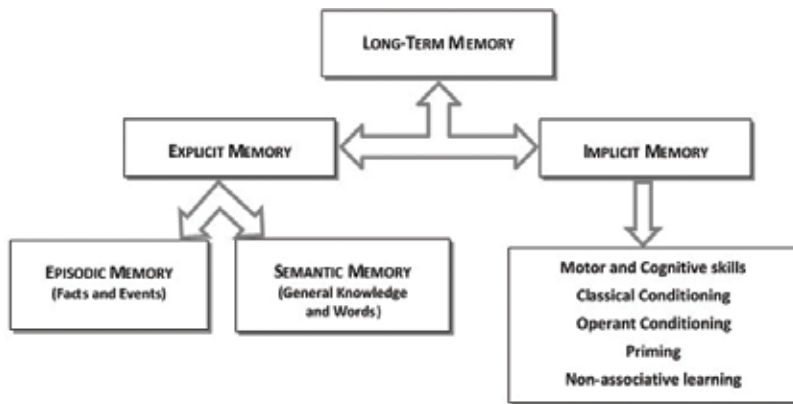 LONG-TERM MEMORY
EXPLICIT MEMORY
IMPLICIT MEMORY
EPISODIC MEMORY
(Facts and Events)
SEMANTIC MEMORY
(General Knowledge
and Words)
Motor and Cognitive skills
Classical Conditioning
Operant Conditioning
Priming
Non-associative learning